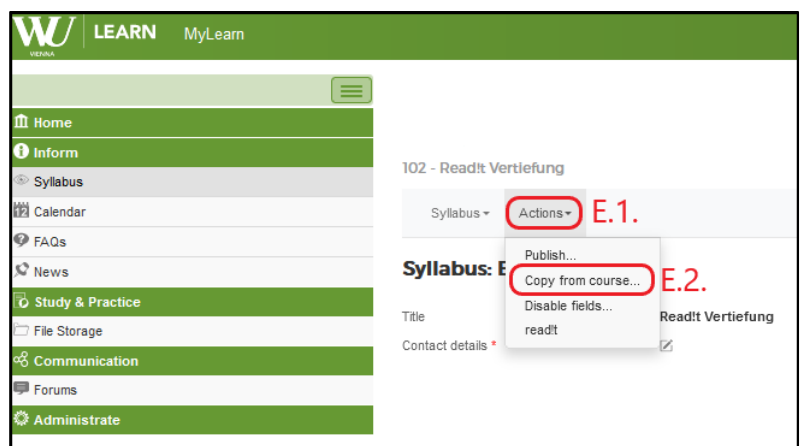 WU LEARN MyLearn
VIENNA
Home
Inform
Syllabus
Calendar
FAQs
News
Study & Practice
File Storage
Communication
Forums
Administrate
102 - Read!t Vertiefung
Syllabus Actions E.1.
Publish...
Copy from course... E.2.
Disable fields...
read!t
Syllabus: E
Title Read!t Vertiefung
Contact details *